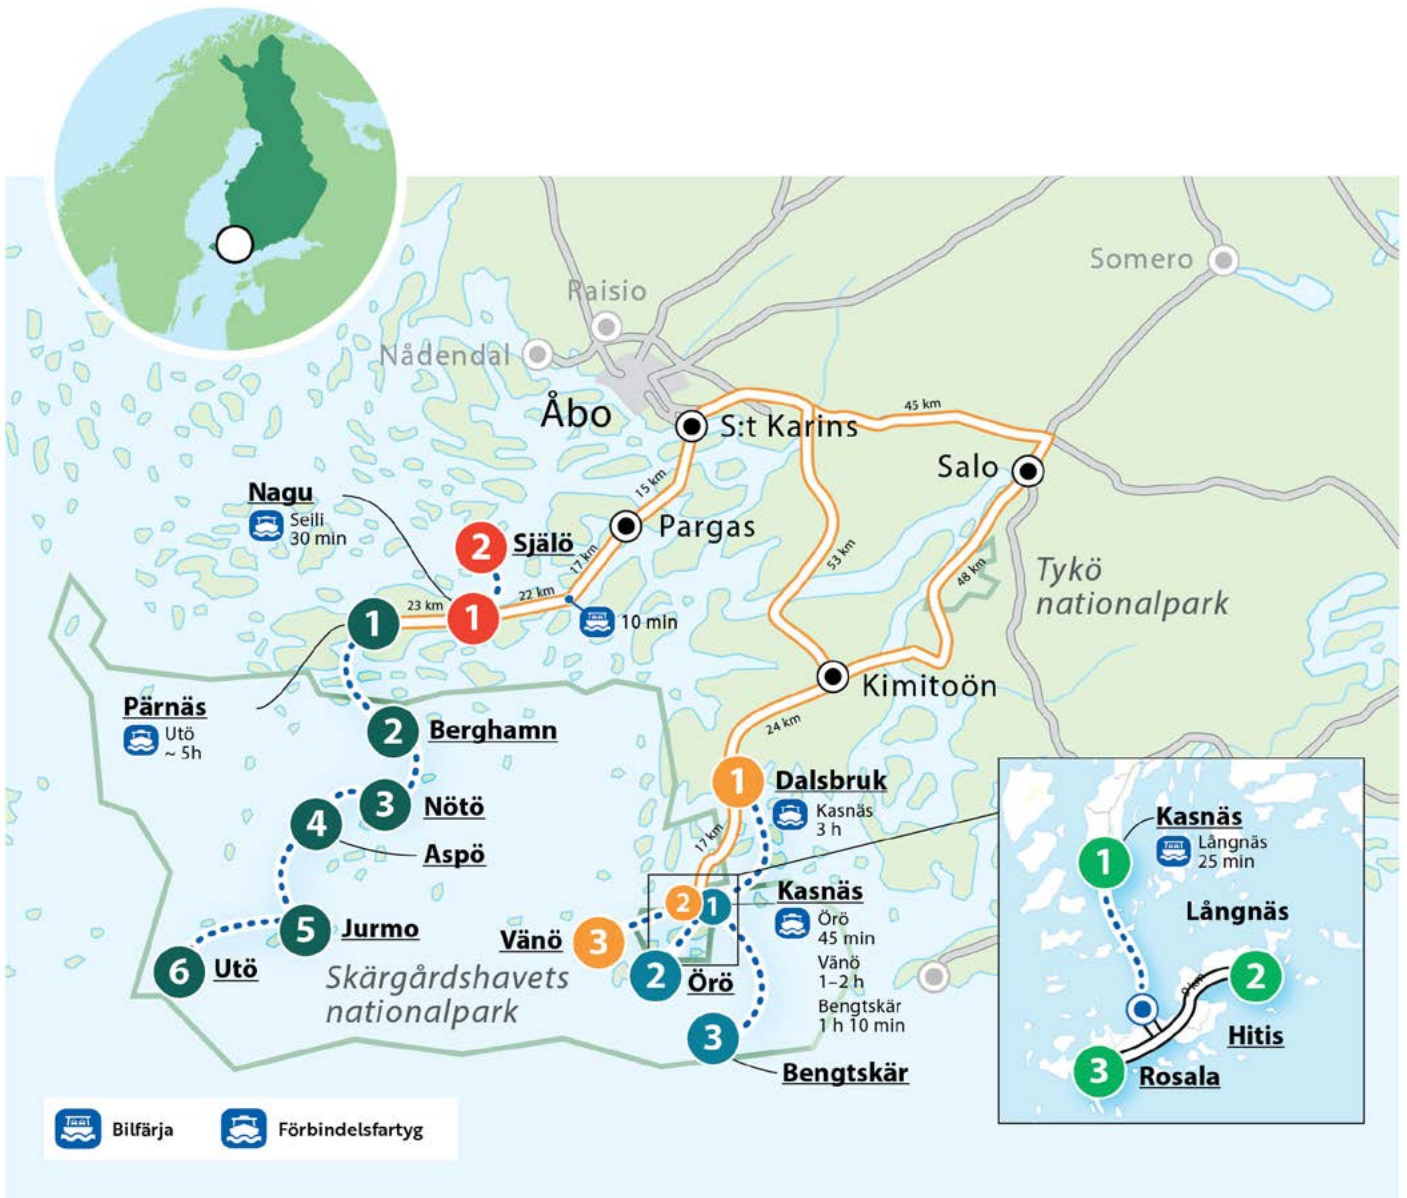 Somero
Raisio
Nådendal
Åbo
S:t Karins
45 km
Salo
15 km
Nagu
Seili
30 min
2
Själö
Pargas
17 km
53 km
48 km
Tykö
nationalpark
1
23 km
1
22 km
10 min
Kimitoön
Pärnäs
Utö
~ 5h
2
Berghamn
24 km
1
Dalsbruk
Kasnäs
3 h
3
Nötö
4
Aspö
17 km
2
1
Kasnäs
Örö
45 min
Vänö
1–2 h
Bengtskär
1 h 10 min
5
Jurmo
6
Utö
Vänö
3
2
Örö
Skärgårdshavets
nationalpark
3
Bengtskär
1
Kasnäs
Långnäs
25 min
Långnäs
2
Hitis
3
Rosala
Bilfärja
Förbindelsfartyg